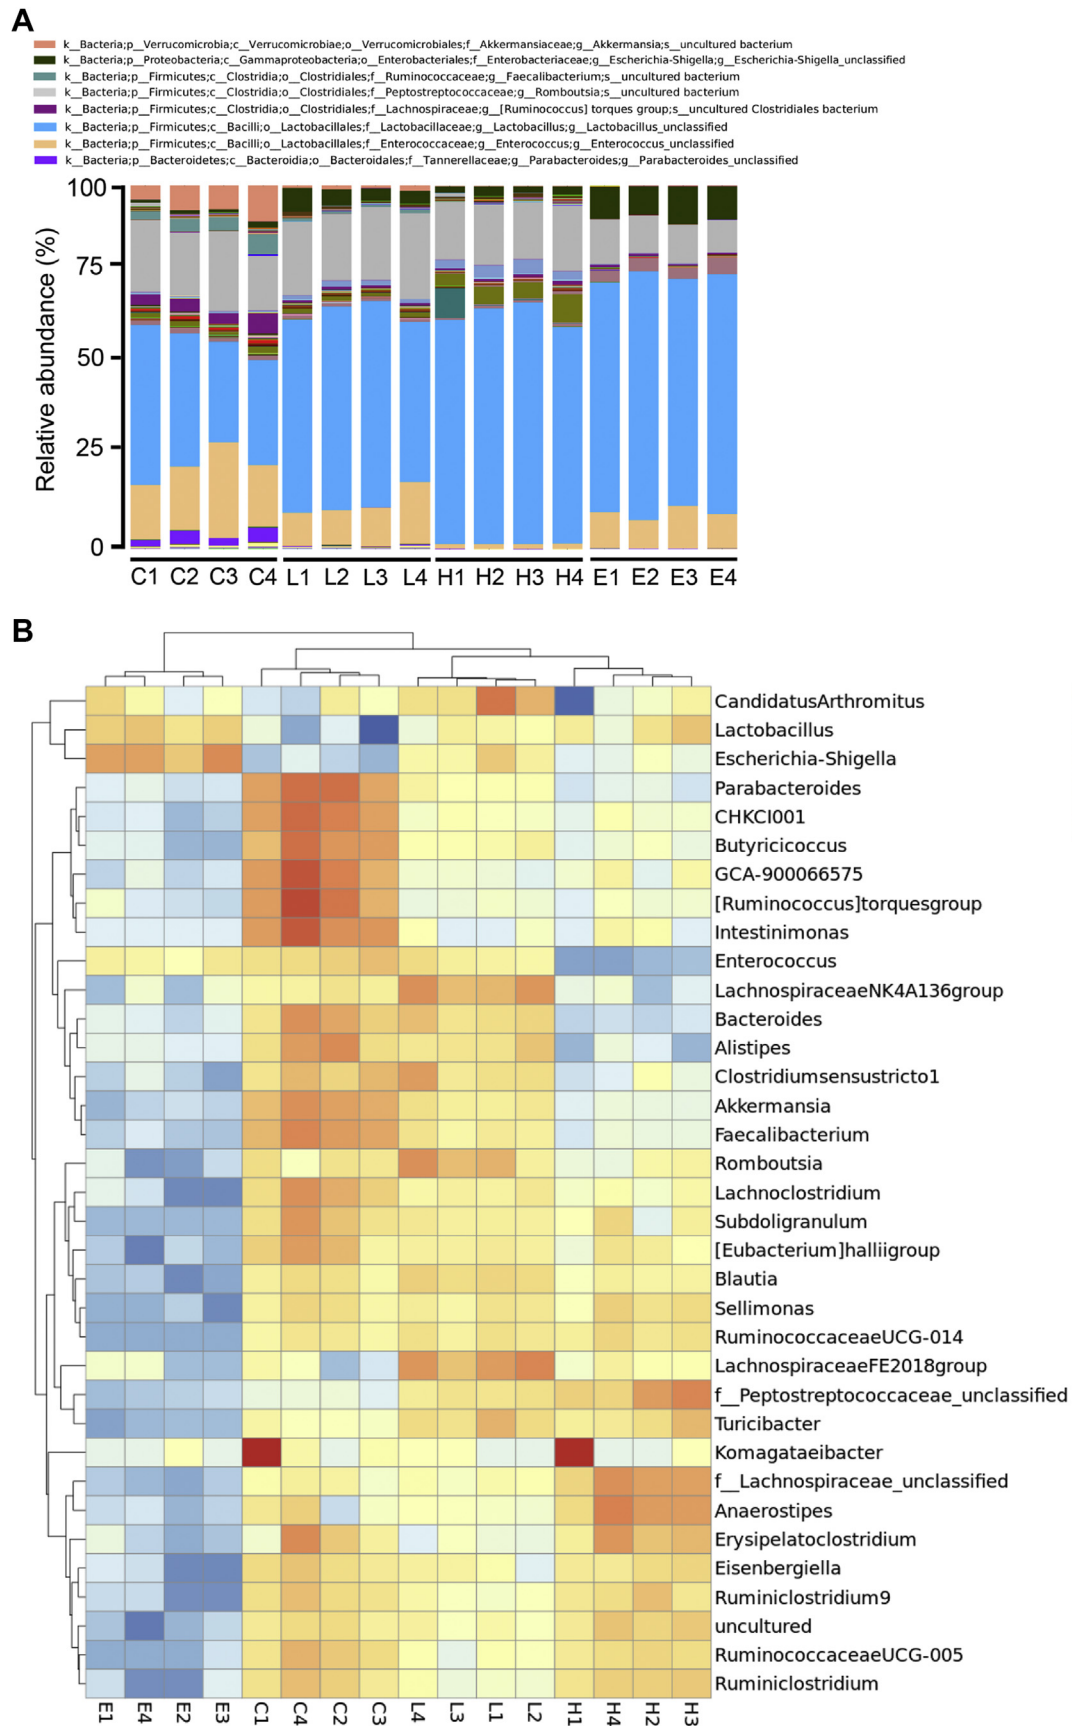 A
k__Bacteria;p__Verrucomicrobia;c__Verrucomicrobiae;o__Verrucomicrobiales;f__Akkermansiaceae;g__Akkermansia;s__uncultured bacterium
k__Bacteria;p__Proteobacteria;c__Gammaproteobacteria;o__Enterobacteriales;f__Enterobacteriaceae;g__Escherichia-Shigella;g__Escherichia-Shigella_unclassified
k__Bacteria;p__Firmicutes;c__Clostridia;o__Clostridiales;f__Ruminococcaceae;g__Faecalibacterium;s__uncultured bacterium
k__Bacteria;p__Firmicutes;c__Clostridia;o__Clostridiales;f__Peptostreptococcaceae;g__Romboutsia;s__uncultured bacterium
k__Bacteria;p__Firmicutes;c__Clostridia;o__Clostridiales;f__Lachnospiraceae;g__[Ruminococcus] torques group;s__uncultured Clostridiales bacterium
k__Bacteria;p__Firmicutes;c__Bacilli;o__Lactobacillales;f__Lactobacillaceae;g__Lactobacillus;g__Lactobacillus_unclassified
k__Bacteria;p__Firmicutes;c__Bacilli;o__Lactobacillales;f__Enterococcaceae;g__Enterococcus;g__Enterococcus_unclassified
k__Bacteria;p__Bacteroidetes;c__Bacteroidia;o__Bacteroidales;f__Tannerellaceae;g__Parabacteroides;g__Parabacteroides_unclassified
Relative abundance (%)
100
75
50
25
0
C1 C2 C3 C4 L1 L2 L3 L4 H1 H2 H3 H4 E1 E2 E3 E4
B
CandidatusArthromitus
Lactobacillus
Escherichia-Shigella
Parabacteroides
CHKCI001
Butyricicoccus
GCA-900066575
[Ruminococcus]torquesgroup
Intestinimonas
Enterococcus
LachnospiraceaeNK4A136group
Bacteroides
Alistipes
Clostridiumsensustricto1
Akkermansia
Faecalibacterium
Romboutsia
Lachnoclostridium
Subdoligranulum
[Eubacterium]halliigroup
Blautia
Sellimonas
RuminococcaceaeUCG-014
LachnospiraceaeFE2018group
f__Peptostreptococcaceae_unclassified
Turicibacter
Komagataeibacter
f__Lachnospiraceae_unclassified
Anaerostipes
Erysipelatoclostridium
Eisenbergiella
Ruminiclostridium9
uncultured
RuminococcaceaeUCG-005
Ruminiclostridium
E1 E4 E2 E3 C1 C4 C2 C3 L4 L3 L1 L2 H1 H4 H2 H3